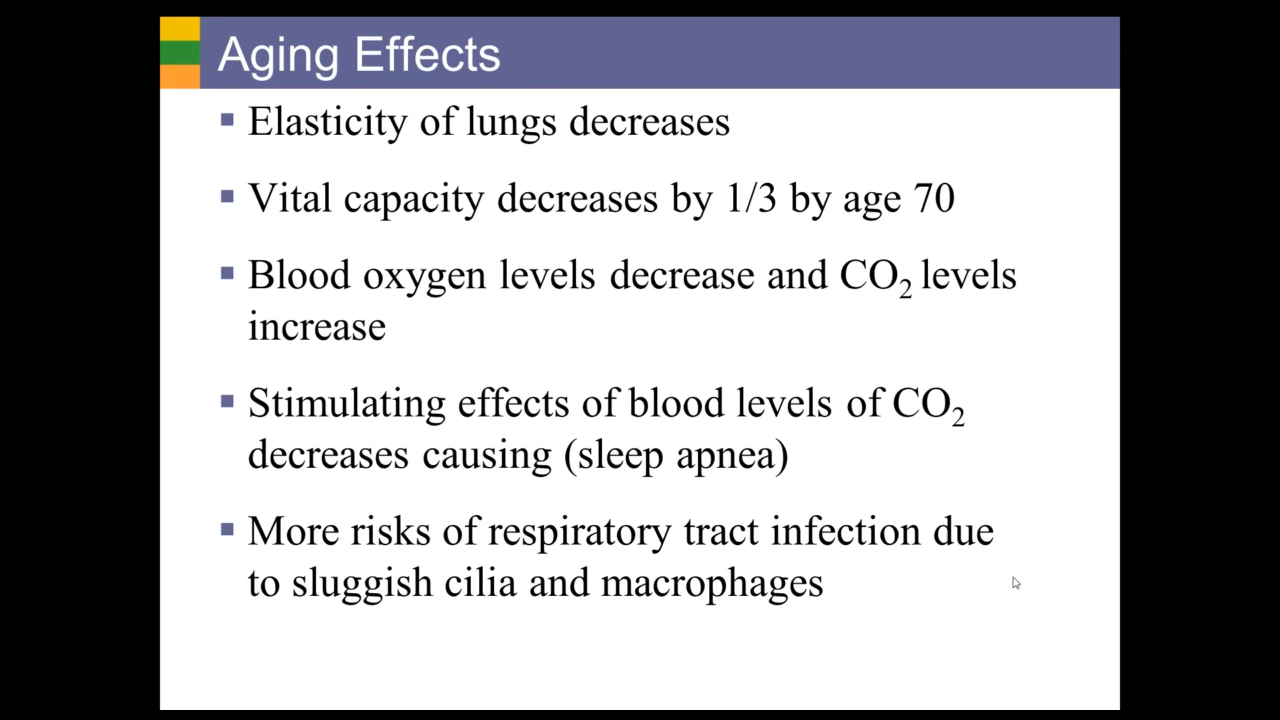 Aging Effects
▪ Elasticity of lungs decreases
▪ Vital capacity decreases by 1/3 by age 70
▪ Blood oxygen levels decrease and CO₂ levels
increase
▪ Stimulating effects of blood levels of CO₂
decreases causing (sleep apnea)
▪ More risks of respiratory tract infection due
to sluggish cilia and macrophages